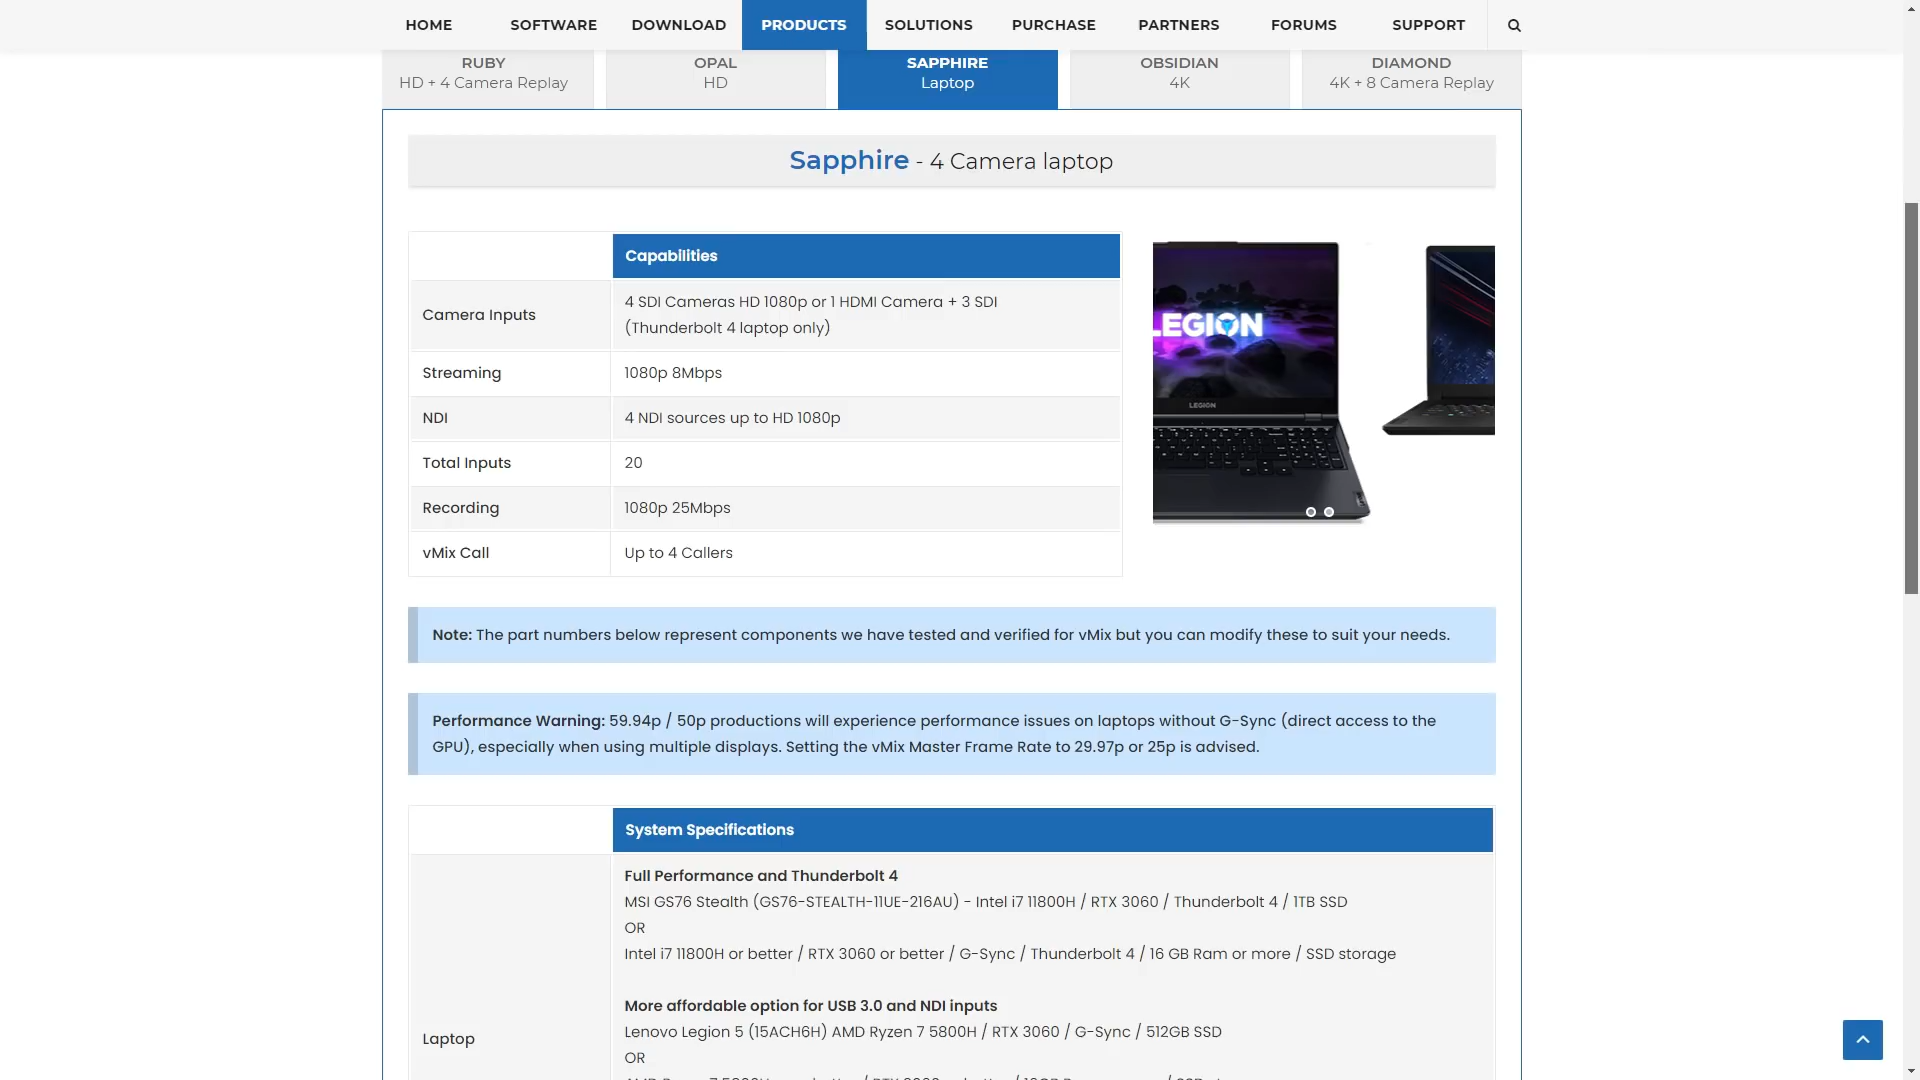 HOME SOFTWARE DOWNLOAD PRODUCTS SOLUTIONS PURCHASE PARTNERS FORUMS SUPPORT
RUBY
HD + 4 Camera Replay
OPAL
HD
SAPPHIRE
Laptop
OBSIDIAN
4K
DIAMOND
4K + 8 Camera Replay
Sapphire - 4 Camera laptop
Capabilities
Camera Inputs
4 SDI Cameras HD 1080p or 1 HDMI Camera + 3 SDI
(Thunderbolt 4 laptop only)
Streaming 1080p 8Mbps
NDI 4 NDI sources up to HD 1080p
Total Inputs 20
Recording 1080p 25Mbps
vMix Call Up to 4 Callers
LEGION
LEGION
Note: The part numbers below represent components we have tested and verified for vMix but you can modify these to suit your needs.
Performance Warning: 59.94p / 50p productions will experience performance issues on laptops without G-Sync (direct access to the
GPU), especially when using multiple displays. Setting the vMix Master Frame Rate to 29.97p or 25p is advised.
System Specifications
Laptop
Full Performance and Thunderbolt 4
MSI GS76 Stealth (GS76-STEALTH-11UE-216AU) - Intel i7 11800H / RTX 3060 / Thunderbolt 4 / 1TB SSD
OR
Intel i7 11800H or better / RTX 3060 or better / G-Sync / Thunderbolt 4 / 16 GB Ram or more / SSD storage
More affordable option for USB 3.0 and NDI inputs
Lenovo Legion 5 (15ACH6H) AMD Ryzen 7 5800H / RTX 3060 / G-Sync / 512GB SSD
OR